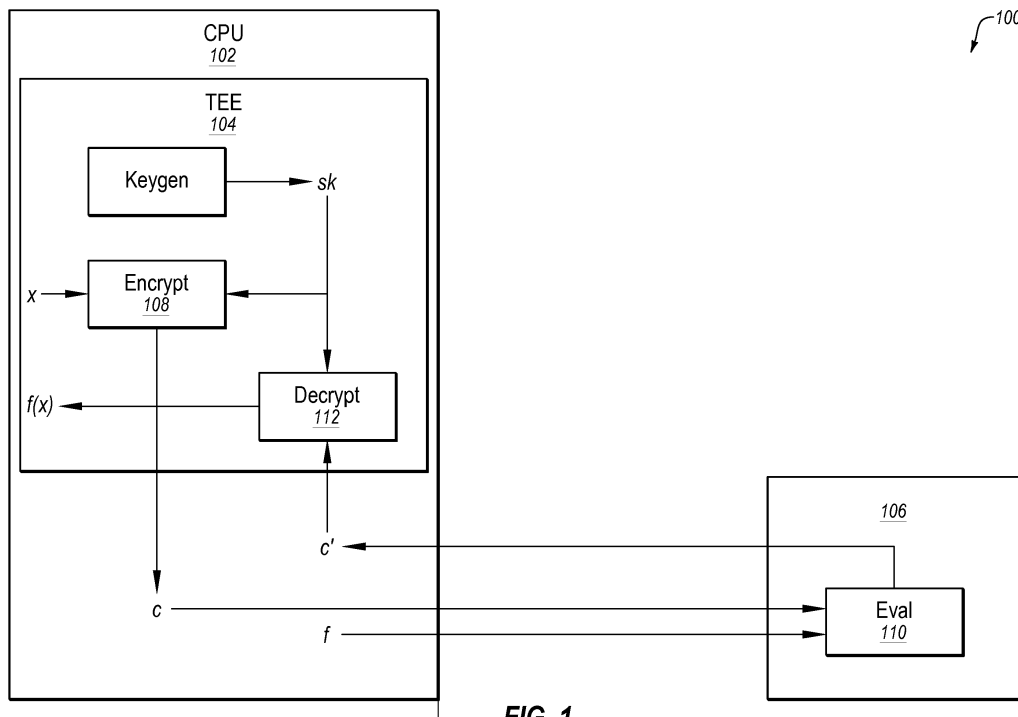 100
CPU
102
TEE
104
Keygen
sk
Encrypt
108
x
Decrypt
112
f(x)
106
c'
c
Eval
110
f
FIG. 1